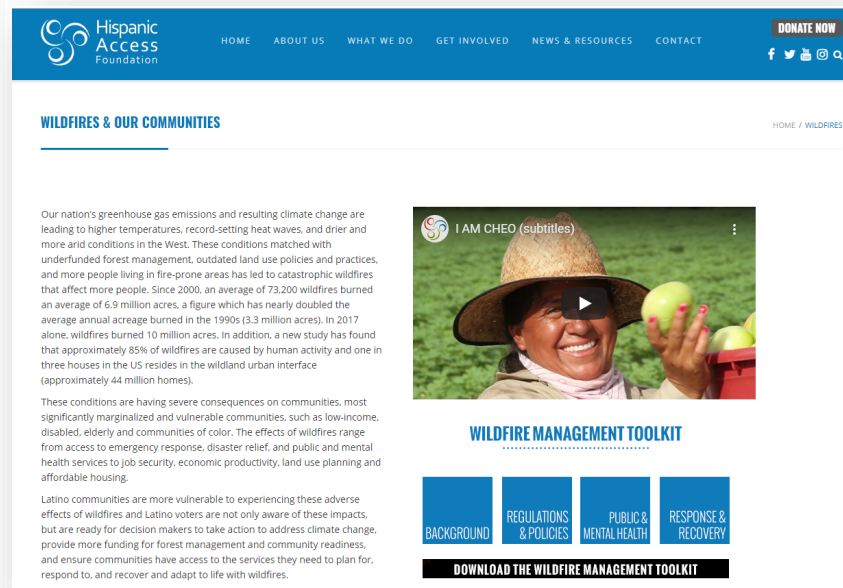 Hispanic
Access
Foundation
HOME ABOUT US WHAT WE DO GET INVOLVED NEWS & RESOURCES CONTACT
DONATE NOW
WILDFIRES & OUR COMMUNITIES
HOME / WILDFIRES
Our nation's greenhouse gas emissions and resulting climate change are
leading to higher temperatures, record-setting heat waves, and drier and
more arid conditions in the West. These conditions matched with
underfunded forest management, outdated land use policies and practices,
and more people living in fire-prone areas has led to catastrophic wildfires
that affect more people. Since 2000, an average of 73,200 wildfires burned
an average of 6.9 million acres, a figure which has nearly doubled the
average annual acreage burned in the 1990s (3.3 million acres). In 2017
alone, wildfires burned 10 million acres. In addition, a new study has found
that approximately 85% of wildfires are caused by human activity and one in
three houses in the US resides in the wildland urban interface
(approximately 44 million homes).
These conditions are having severe consequences on communities, most
significantly marginalized and vulnerable communities, such as low-income,
disabled, elderly and communities of color. The effects of wildfires range
from access to emergency response, disaster relief, and public and mental
health services to job security, economic productivity, land use planning and
affordable housing.
Latino communities are more vulnerable to experiencing these adverse
effects of wildfires and Latino voters are not only aware of these impacts,
but are ready for decision makers to take action to address climate change,
provide more funding for forest management and community readiness,
and ensure communities have access to the services they need to plan for,
respond to, and recover and adapt to life with wildfires.
I AM CHEO (subtitles)
WILDFIRE MANAGEMENT TOOLKIT
BACKGROUND
REGULATIONS
& POLICIES
PUBLIC &
MENTAL HEALTH
RESPONSE &
RECOVERY
DOWNLOAD THE WILDFIRE MANAGEMENT TOOLKIT